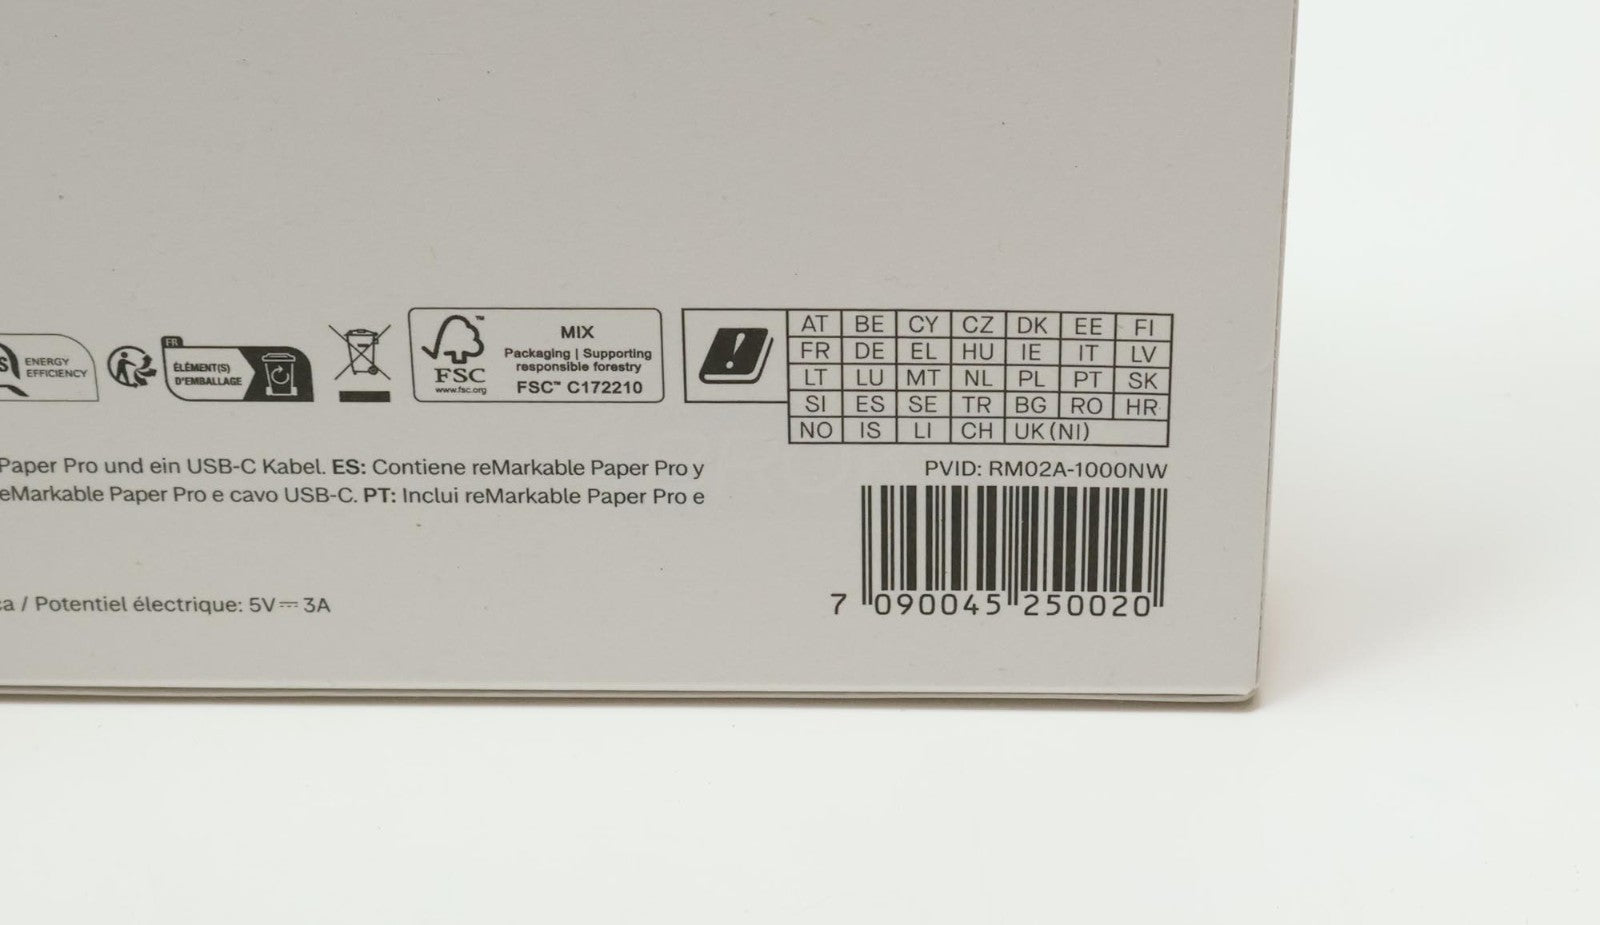 ENERGY
EFFICIENCY
FR
ÉLÉMENT(S)
D'EMBALLAGE
FSC
www.fsc.org
MIX
Packaging | Supporting
responsible forestry
FSC™ C172210
AT BE CY CZ DK EE FI
FR DE EL HU IE IT LV
LT LU MT NL PL PT SK
SI ES SE TR BG RO HR
NO IS LI CH UK(NI)
Paper Pro und ein USB-C Kabel. ES: Contiene reMarkable Paper Pro y
eMarkable Paper Pro e cavo USB-C. PT: Inclui reMarkable Paper Pro e
/ Potentiel électrique: 5V⎓3A
PVID: RM02A-1000NW
7 090045 250020